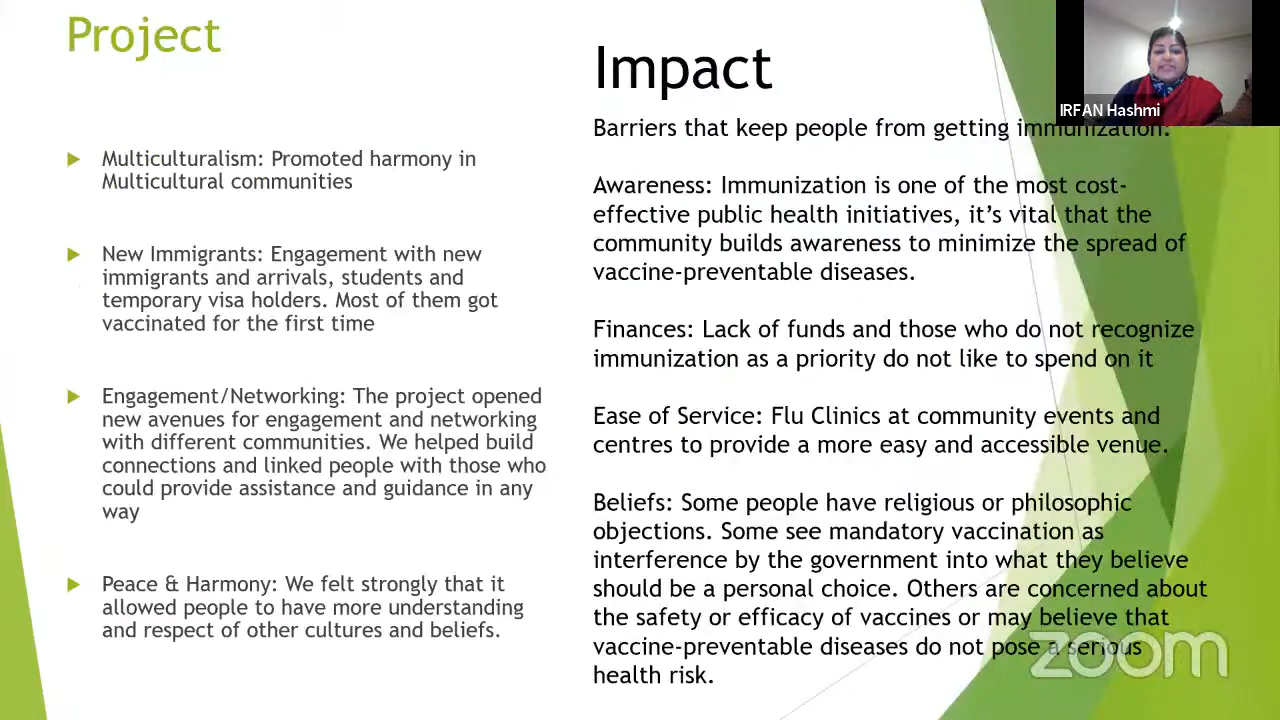 Project
Multiculturalism: Promoted harmony in
Multicultural communities
New Immigrants: Engagement with new
immigrants and arrivals, students and
temporary visa holders. Most of them got
vaccinated for the first time
Engagement/Networking: The project opened
new avenues for engagement and networking
with different communities. We helped build
connections and linked people with those who
could provide assistance and guidance in any
way
Peace & Harmony: We felt strongly that it
allowed people to have more understanding
and respect of other cultures and beliefs.
Impact
Barriers that keep people from getting immunization:
Awareness: Immunization is one of the most cost-
effective public health initiatives, it’s vital that the
community builds awareness to minimize the spread of
vaccine-preventable diseases.
Finances: Lack of funds and those who do not recognize
immunization as a priority do not like to spend on it
Ease of Service: Flu Clinics at community events and
centres to provide a more easy and accessible venue.
Beliefs: Some people have religious or philosophic
objections. Some see mandatory vaccination as
interference by the government into what they believe
should be a personal choice. Others are concerned about
the safety or efficacy of vaccines or may believe that
vaccine-preventable diseases do not pose a serious
health risk.
IRFAN Hashmi
zoom